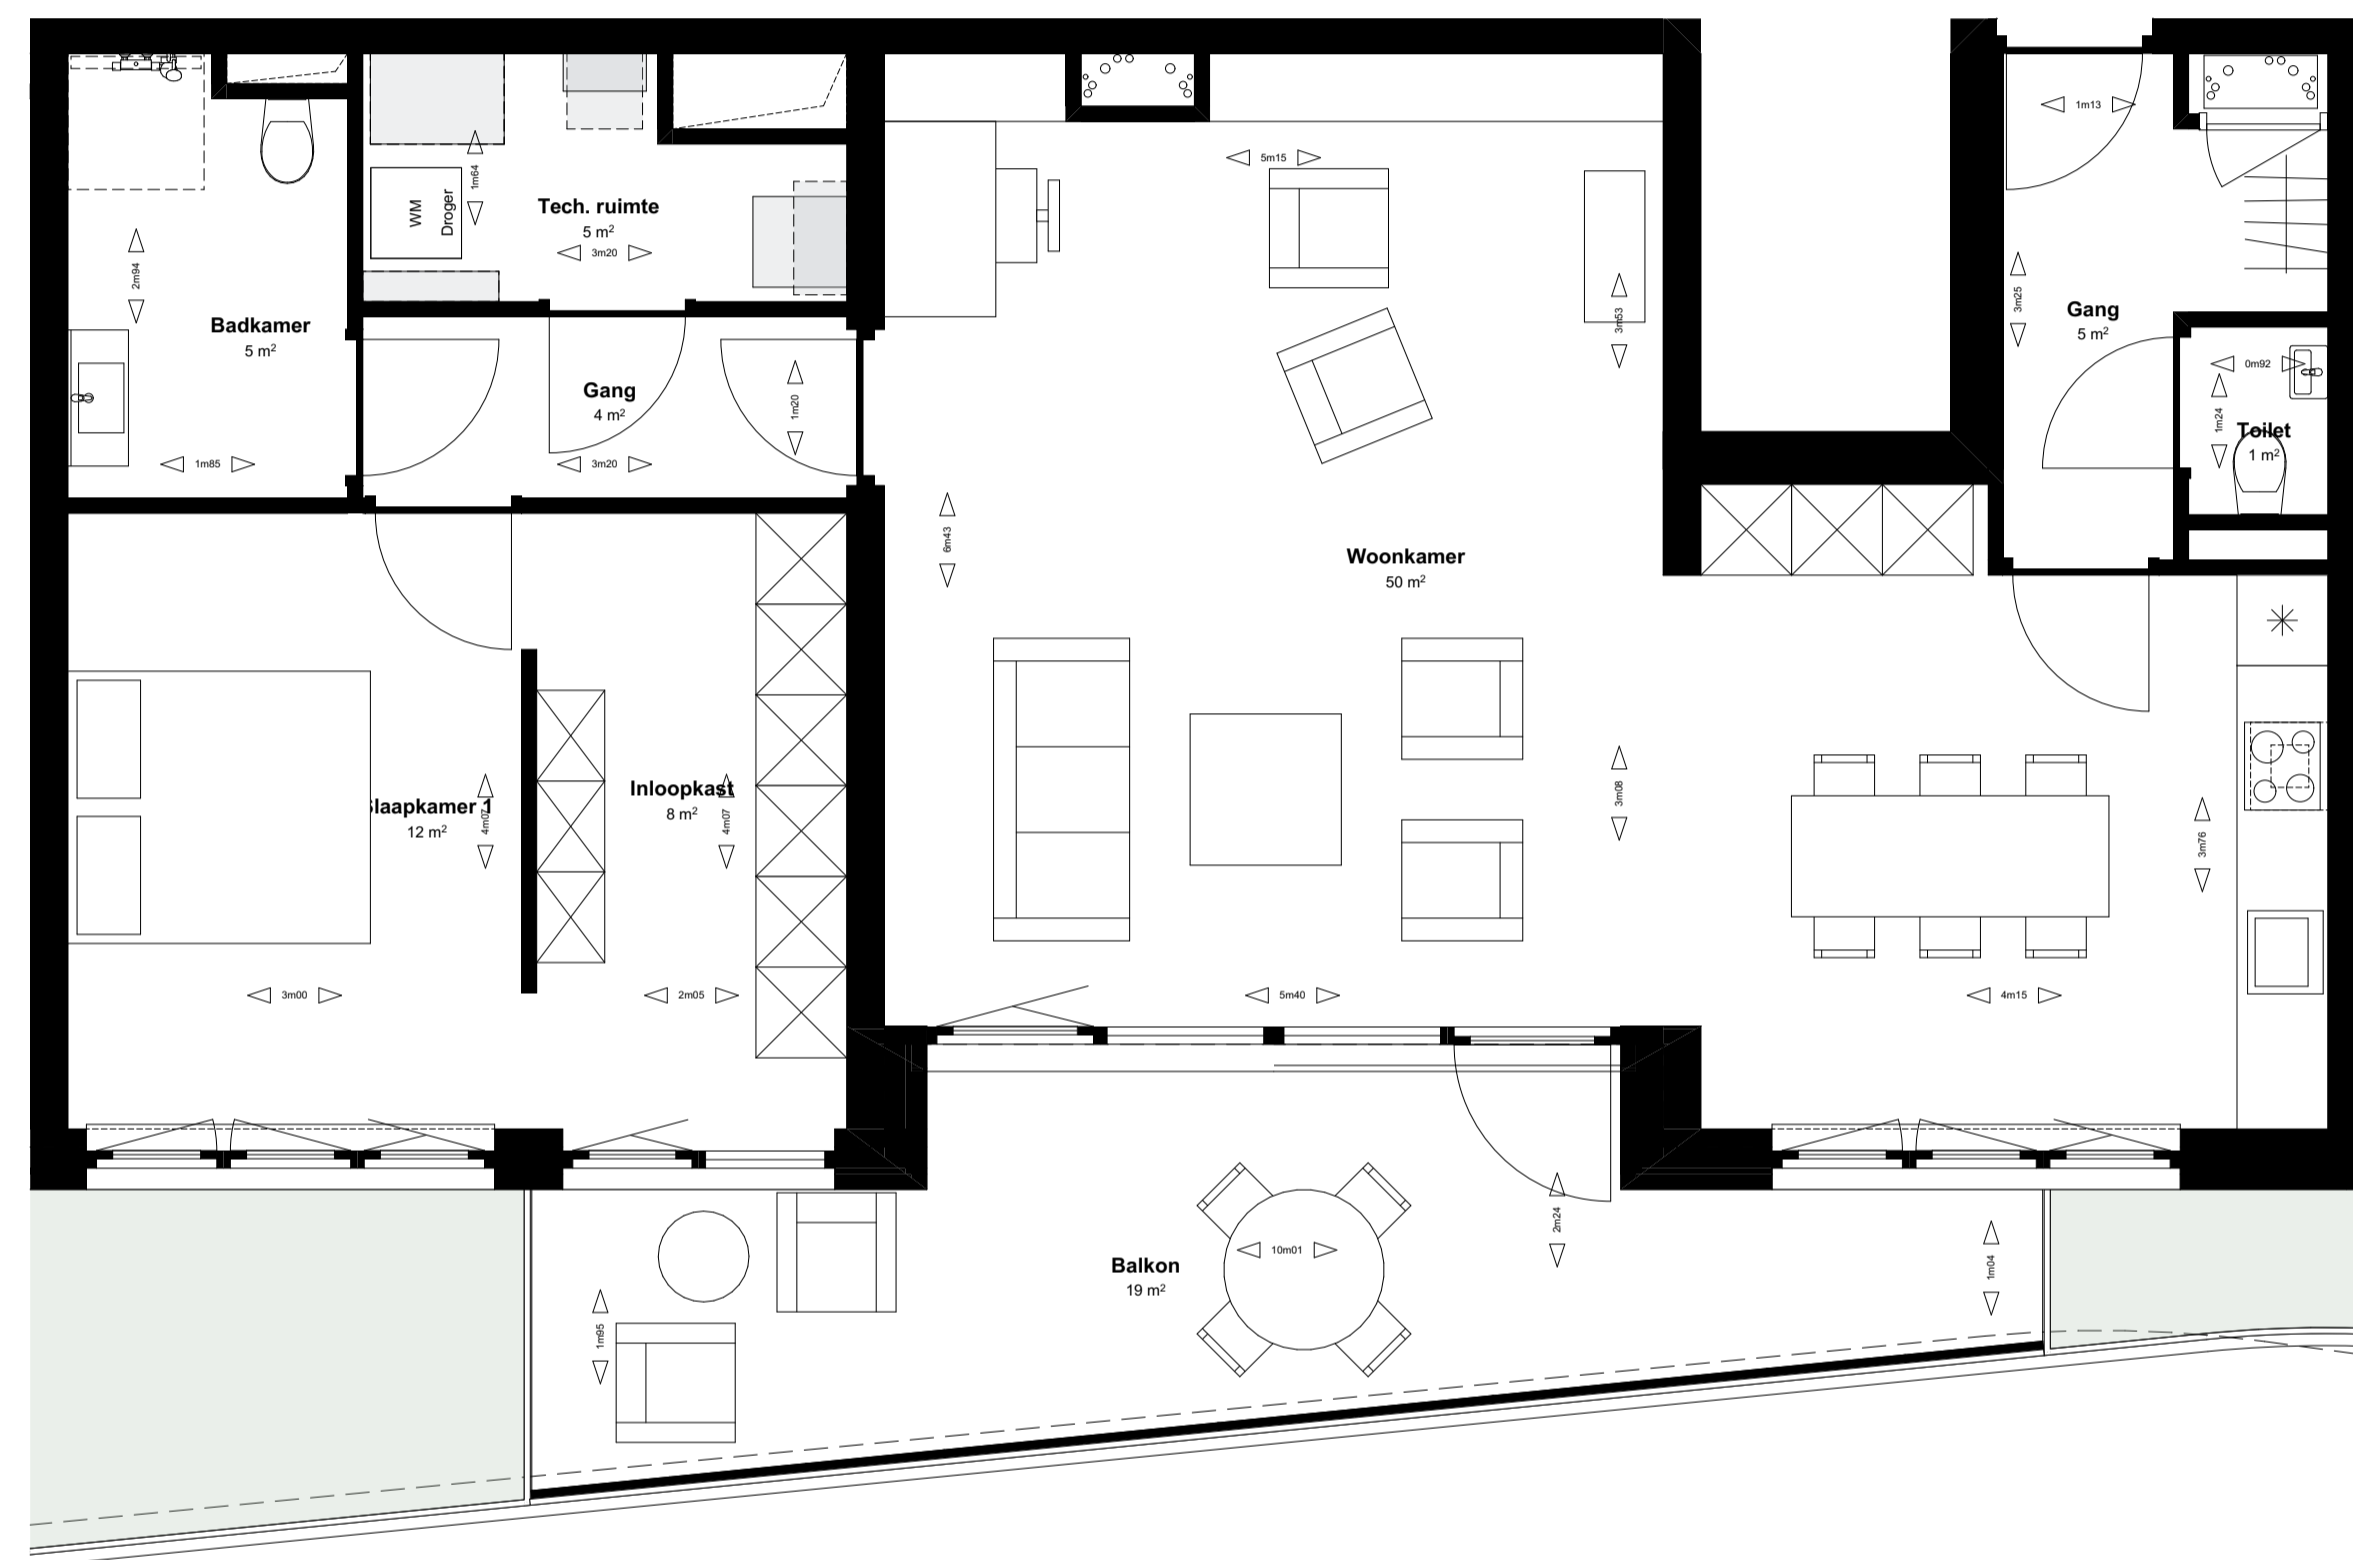 1m13
5m15
1m64
WM
Droger
Tech. ruimte
5 m²
3m20
2m94
Badkamer
5 m²
3m53
3m25
Gang
5 m²
0m92
1m24
Toilet
1 m²
Gang
4 m²
1m20
1m85
3m20
6m43
Woonkamer
50 m²
Slaapkamer 1
12 m²
4m07
Inloopkast
8 m²
4m07
3m08
3m76
3m00
2m05
5m40
4m15
Balkon
19 m²
10m01
2m24
1m04
1m95